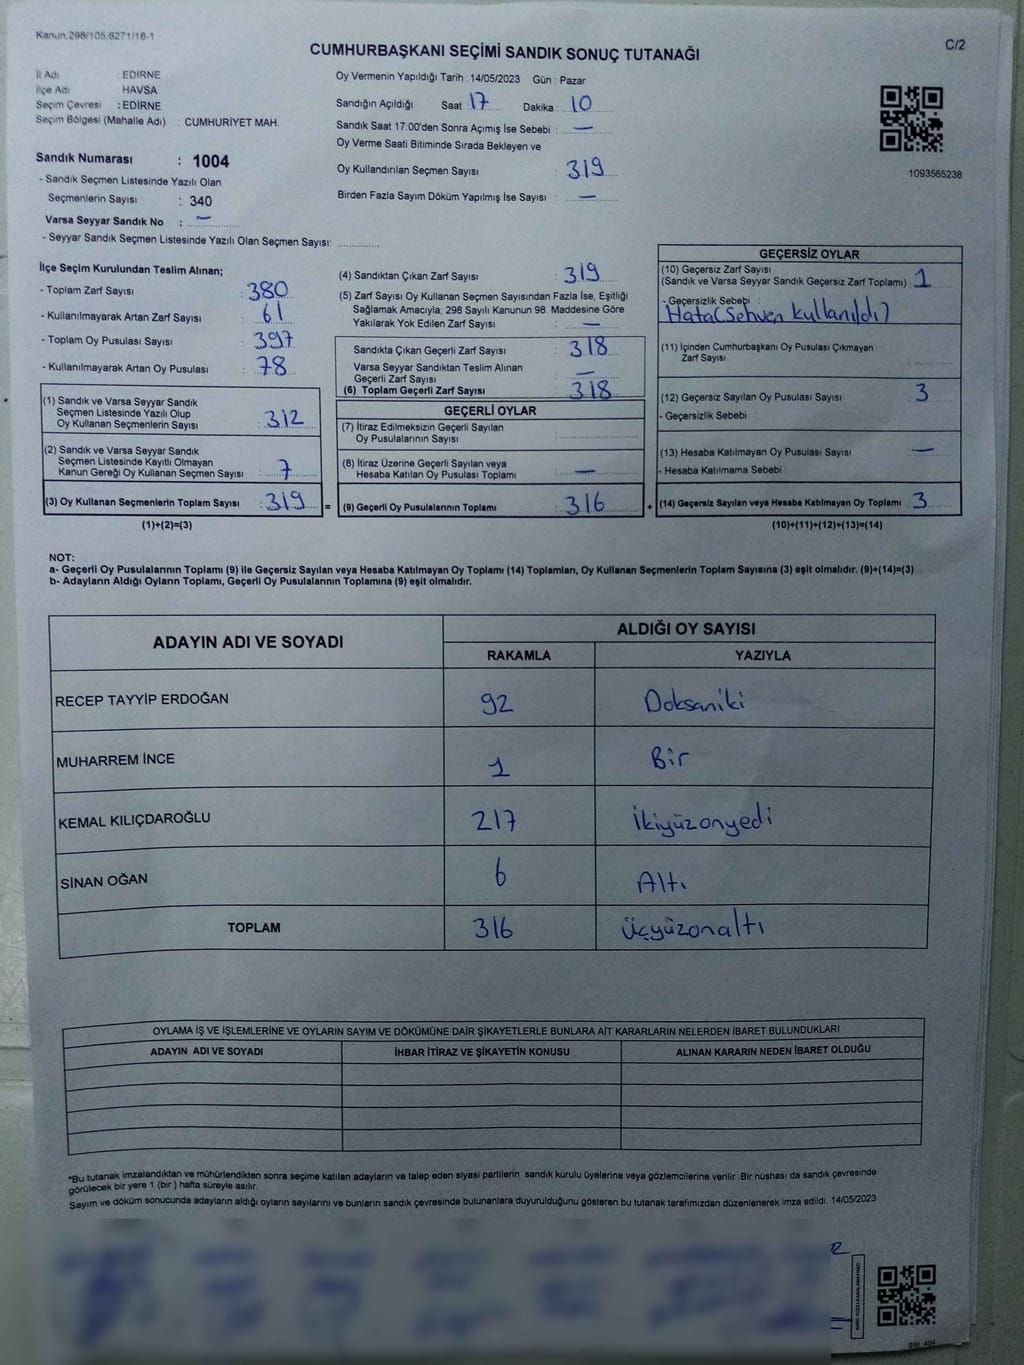 Kanun.298/105,6271/18-1
C/2
CUMHURBAŞKANI SEÇİMİ SANDIK SONUÇ TUTANAĞI
İl Adı : EDİRNE
İlçe Adı : HAVSA
Seçim Çevresi : EDİRNE
Seçim Bölgesi (Mahalle Adı) : CUMHURİYET MAH.
Sandık Numarası : 1004
- Sandık Seçmen Listesinde Yazılı Olan
Seçmenlerin Sayısı : 340
Varsa Seyyar Sandık No : —
- Seyyar Sandık Seçmen Listesinde Yazılı Olan Seçmen Sayısı:
Oy Vermenin Yapıldığı Tarih : 14/05/2023 Gün : Pazar
Sandığın Açıldığı Saat 17 Dakika : 10
Sandık Saat 17:00'den Sonra Açımış İse Sebebi : —
Oy Verme Saati Bitiminde Sırada Bekleyen ve
Oy Kullandırılan Seçmen Sayısı : 319
Birden Fazla Sayım Döküm Yapılmış İse Sayısı : —
1093565238
İlçe Seçim Kurulundan Teslim Alınan;
- Toplam Zarf Sayısı : 380
- Kullanılmayarak Artan Zarf Sayısı : 61
- Toplam Oy Pusulası Sayısı : 397
- Kullanılmayarak Artan Oy Pusulası : 78
(1) Sandık ve Varsa Seyyar Sandık
Seçmen Listesinde Yazılı Olup
Oy Kullanan Seçmenlerin Sayısı : 312
(2) Sandık ve Varsa Seyyar Sandık
Seçmen Listesinde Kayıtlı Olmayan
Kanun Gereği Oy Kullanan Seçmen Sayısı : 7
(3) Oy Kullanan Seçmenlerin Toplam Sayısı : 319 =
(1)+(2)=(3)
(4) Sandıktan Çıkan Zarf Sayısı : 319
(5) Zarf Sayısı Oy Kullanan Seçmen Sayısından Fazla İse, Eşitliği
Sağlamak Amacıyla; 298 Sayılı Kanunun 98. Maddesine Göre
Yakılarak Yok Edilen Zarf Sayısı : —
Sandıkta Çıkan Geçerli Zarf Sayısı : 318
Varsa Seyyar Sandıktan Teslim Alınan
Geçerli Zarf Sayısı : —
(6) Toplam Geçerli Zarf Sayısı : 318
GEÇERLİ OYLAR
(7) İtiraz Edilmeksizin Geçerli Sayılan
Oy Pusulalarının Sayısı :
(8) İtiraz Üzerine Geçerli Sayılan veya
Hesaba Katılan Oy Pusulası Toplamı : —
(9) Geçerli Oy Pusulalarının Toplamı : 316 +
GEÇERSİZ OYLAR
(10) Geçersiz Zarf Sayısı
(Sandık ve Varsa Seyyar Sandık Geçersiz Zarf Toplamı) : 1
- Geçersizlik Sebebi :
Hata(Sehven kullanıldı)
(11) İçinden Cumhurbaşkanı Oy Pusulası Çıkmayan
Zarf Sayısı
(12) Geçersiz Sayılan Oy Pusulası Sayısı : 3
- Geçersizlik Sebebi :
(13) Hesaba Katılmayan Oy Pusulası Sayısı : —
- Hesaba Katılmama Sebebi :
(14) Geçersiz Sayılan veya Hesaba Katılmayan Oy Toplamı : 3
(10)+(11)+(12)+(13)=(14)
NOT:
a- Geçerli Oy Pusulalarının Toplamı (9) ile Geçersiz Sayılan veya Hesaba Katılmayan Oy Toplamı (14) Toplamları, Oy Kullanan Seçmenlerin Toplam Sayısına (3) eşit olmalıdır. (9)+(14)=(3)
b- Adayların Aldığı Oyların Toplamı, Geçerli Oy Pusulalarının Toplamına (9) eşit olmalıdır.
ADAYIN ADI VE SOYADI
ALDIĞI OY SAYISI
RAKAMLA YAZIYLA
RECEP TAYYİP ERDOĞAN 92 Doksaniki
MUHARREM İNCE 1 Bir
KEMAL KILIÇDAROĞLU 217 İkiyüzonyedi
SİNAN OĞAN 6 Altı
TOPLAM 316 Üçyüzonaltı
OYLAMA İŞ VE İŞLEMLERİNE VE OYLARIN SAYIM VE DÖKÜMÜNE DAİR ŞİKAYETLERLE BUNLARA AİT KARARLARIN NELERDEN İBARET BULUNDUKLARI
ADAYIN ADI VE SOYADI İHBAR İTİRAZ VE ŞİKAYETİN KONUSU ALINAN KARARIN NEDEN İBARET OLDUĞU
*Bu tutanak imzalandıktan ve mühürlendikten sonra seçime katılan adayların ve talep eden siyasi partilerin sandık kurulu üyelerine veya gözlemcilerine verilir. Bir nüshası da sandık çevresinde
görülecek bir yere 1 (bir ) hafta süreyle asılır.
Sayım ve döküm sonucunda adayların aldığı oyların sayılarını ve bunların sandık çevresinde bulunanlara duyurulduğunu gösteren bu tutanak tarafımızdan düzenlenerek imza edildi. 14/05/2023